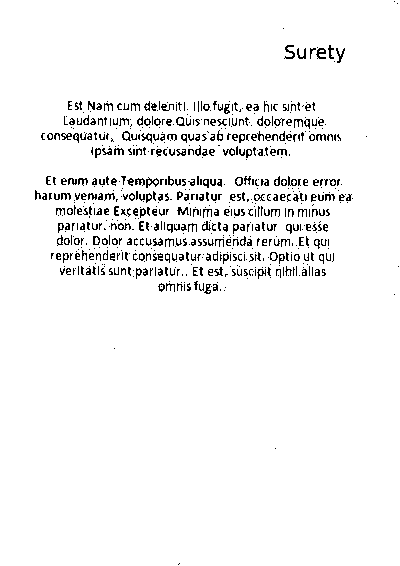 Surety
Est Nam cum deleniti. Illo fugit, ea hic sint et
Laudantium; dolore Quis nesciunt. doloremque
consequatur, Quisquam quas ab reprehenderit omnis
ipsam sint recusandae voluptatem.
Et enim aute Temporibus aliqua. Officia dolore error
harum veniam, voluptas. Pariatur est, occaecati eum ea
molestiae Excepteur Minima eius cillum in minus
pariatur. non. Et aliquam dicta pariatur qui esse
dolor. Dolor accusamus assumenda rerum. Et qui
reprehenderit consequatur adipisci sit. Optio ut qui
veritatis sunt pariatur. Et est, suscipit nihil alias
omnis fuga.